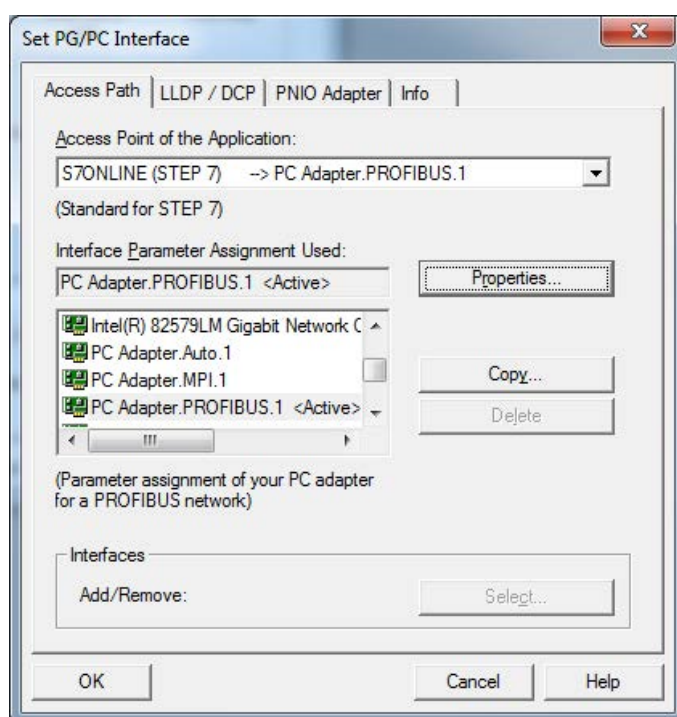 Set PG/PC Interface
Access Path
LLDP / DCP
PNIO Adapter
Info
Access Point of the Application:
S7ONLINE (STEP 7) --> PC Adapter.PROFIBUS.1
(Standard for STEP 7)
Interface Parameter Assignment Used:
PC Adapter.PROFIBUS.1 <Active>
Properties...
Intel(R) 82579LM Gigabit Network C
PC Adapter.Auto.1
PC Adapter.MPI.1
PC Adapter.PROFIBUS.1 <Active>
Copy...
Delete
(Parameter assignment of your PC adapter
for a PROFIBUS network)
Interfaces
Add/Remove:
Select...
OK
Cancel
Help